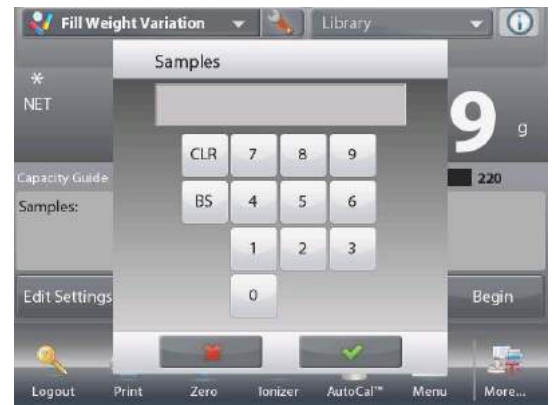 Fill Weight Variation
Library
Samples
*
NET
9 g
CLR 7 8 9
Capacity Guide
220
Samples:
BS 4 5 6
1 2 3
Edit Settings
0
Begin
Logout Print Zero Ionizer AutoCal™ Menu More...